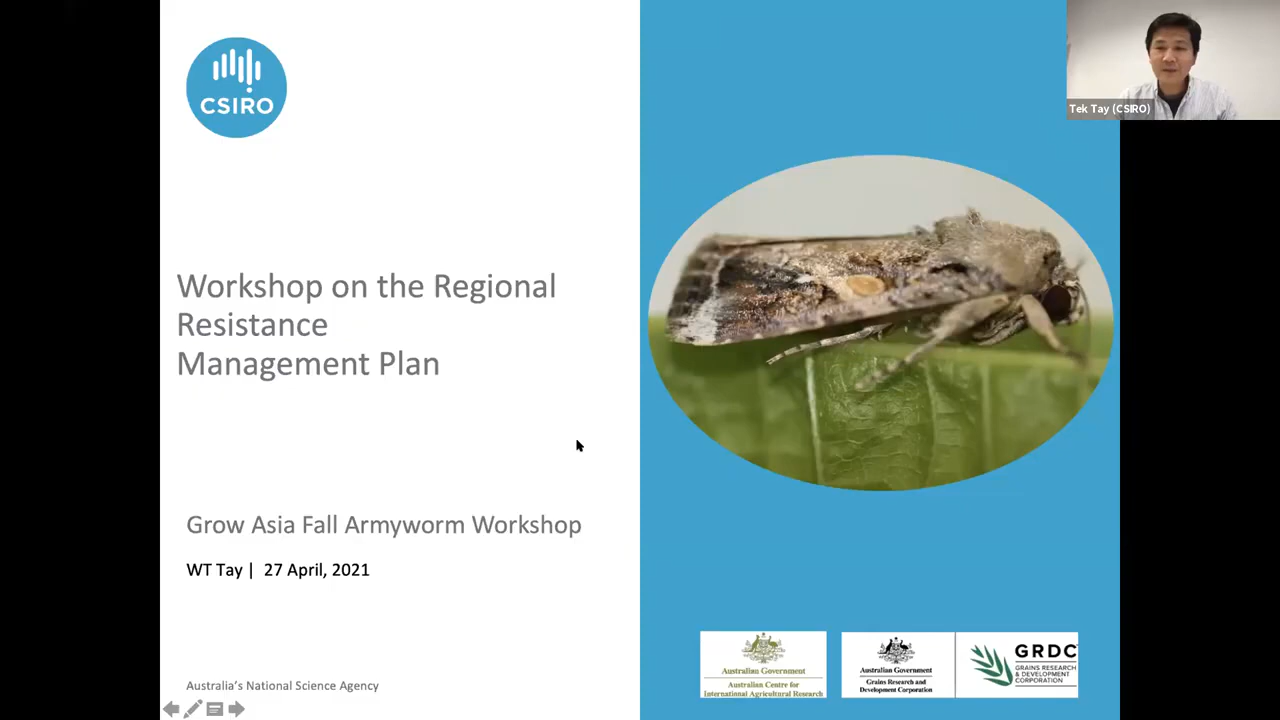 CSIRO
Tek Tay (CSIRO)
Workshop on the Regional
Resistance
Management Plan
Grow Asia Fall Armyworm Workshop
WT Tay | 27 April, 2021
Australian Government
Australian Centre for
International Agricultural Research
Australian Government
Grains Research and
Development Corporation
GRDC
GRAINS RESEARCH
& DEVELOPMENT
CORPORATION
Australia's National Science Agency